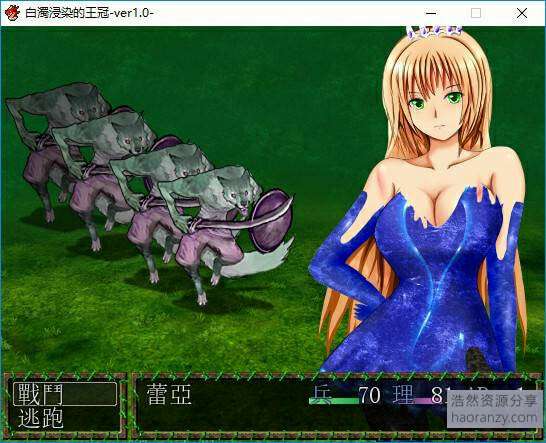 白濁浸染的王冠-ver1.0-
戰鬥
逃跑
蕾亞
兵 70 理 81
浩然资源分享
haoranzy.com